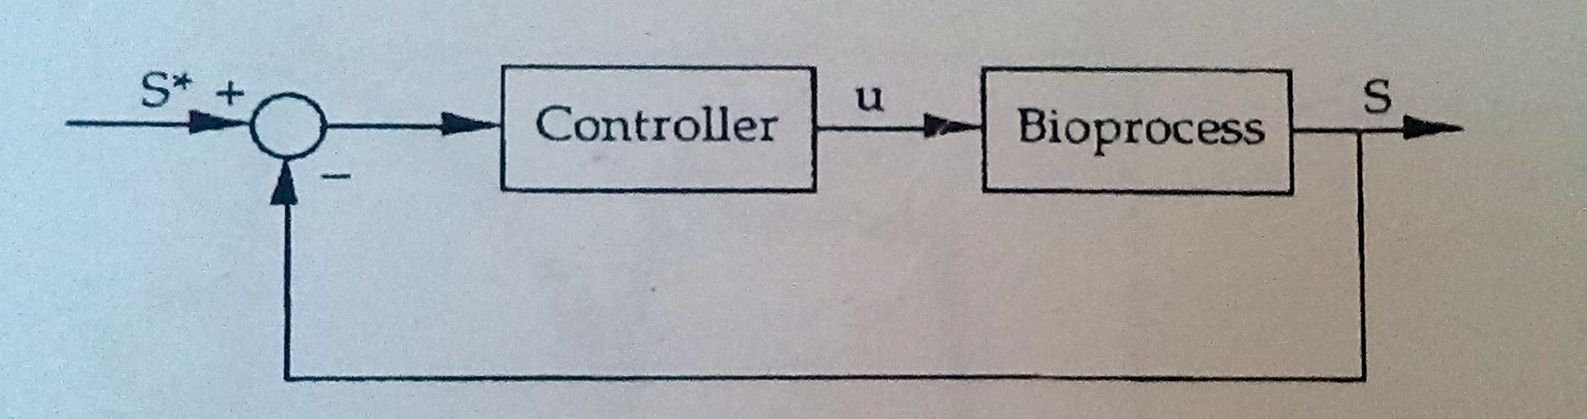 S* +
Controller
u
Bioprocess
S
−